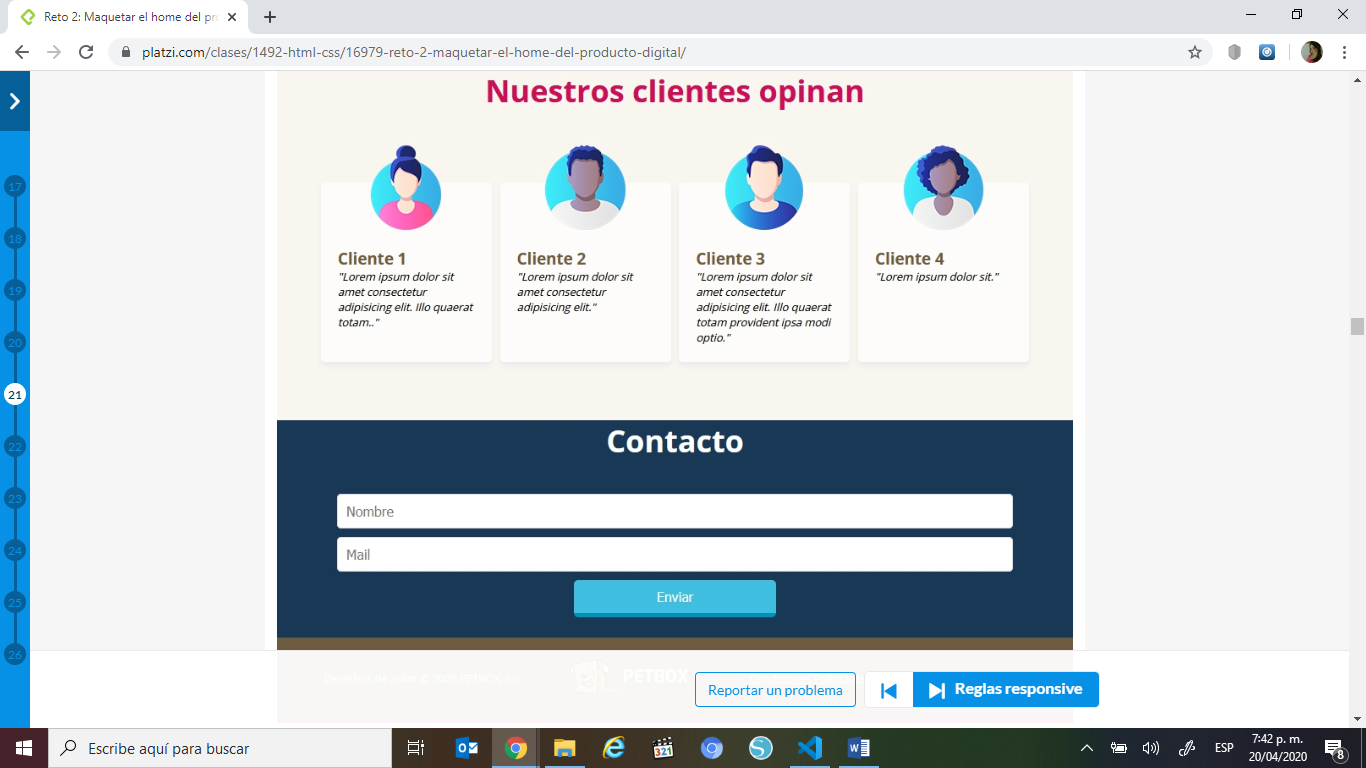 Reto 2: Maquetar el home del pro
platzi.com/clases/1492-html-css/16979-reto-2-maquetar-el-home-del-producto-digital/
Nuestros clientes opinan
Cliente 1
"Lorem ipsum dolor sit
amet consectetur
adipisicing elit. Illo quaerat
totam.."
Cliente 2
"Lorem ipsum dolor sit
amet consectetur
adipisicing elit."
Cliente 3
"Lorem ipsum dolor sit
amet consectetur
adipisicing elit. Illo quaerat
totam provident ipsa modi
optio."
Cliente 4
"Lorem ipsum dolor sit."
17
18
19
20
21
22
23
24
25
26
Contacto
Nombre
Mail
Enviar
PETBOX
Reportar un problema
Reglas responsive
Escribe aquí para buscar
321
ESP
7:42 p. m.
20/04/2020
8